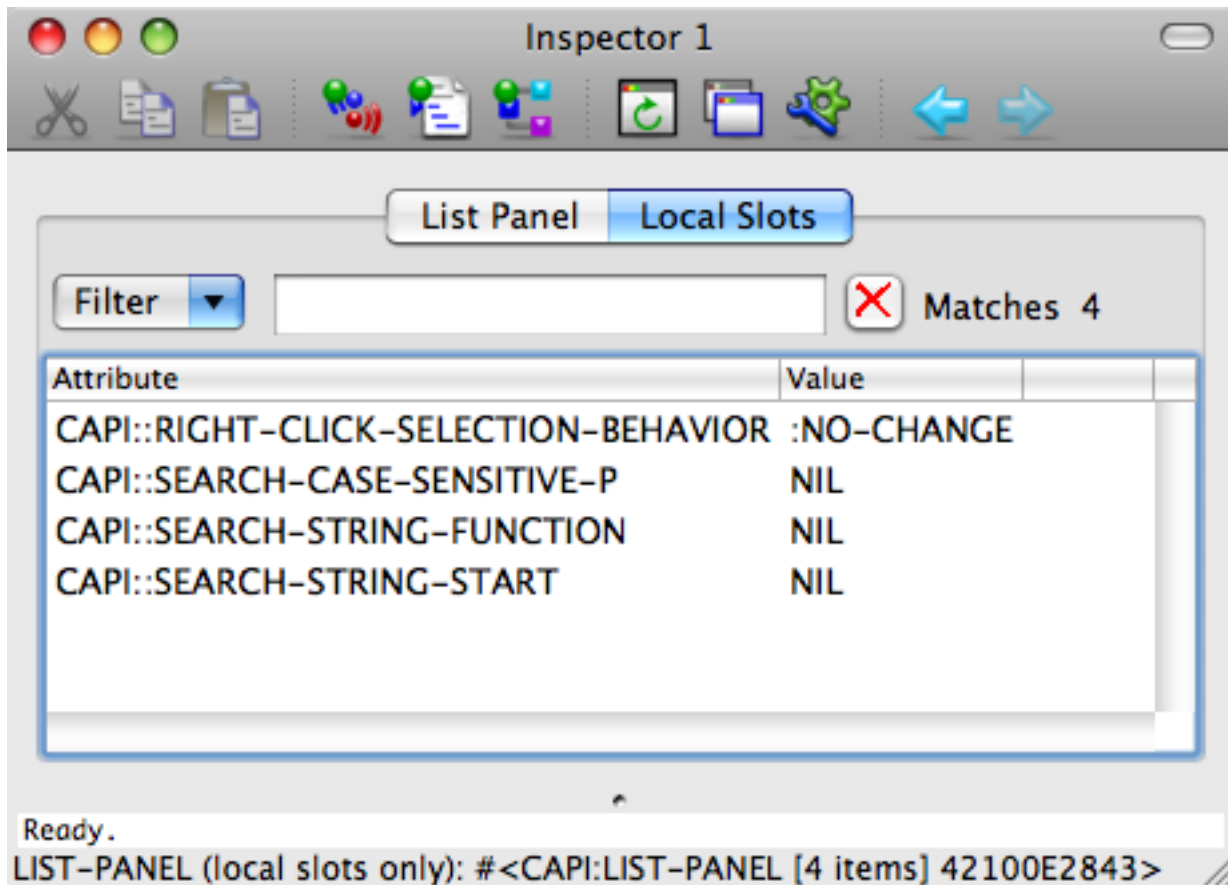 Inspector 1
List Panel Local Slots
Filter Matches 4
Attribute Value
CAPI::RIGHT-CLICK-SELECTION-BEHAVIOR :NO-CHANGE
CAPI::SEARCH-CASE-SENSITIVE-P NIL
CAPI::SEARCH-STRING-FUNCTION NIL
CAPI::SEARCH-STRING-START NIL
Ready.
LIST-PANEL (local slots only): #<CAPI:LIST-PANEL [4 items] 42100E2843>